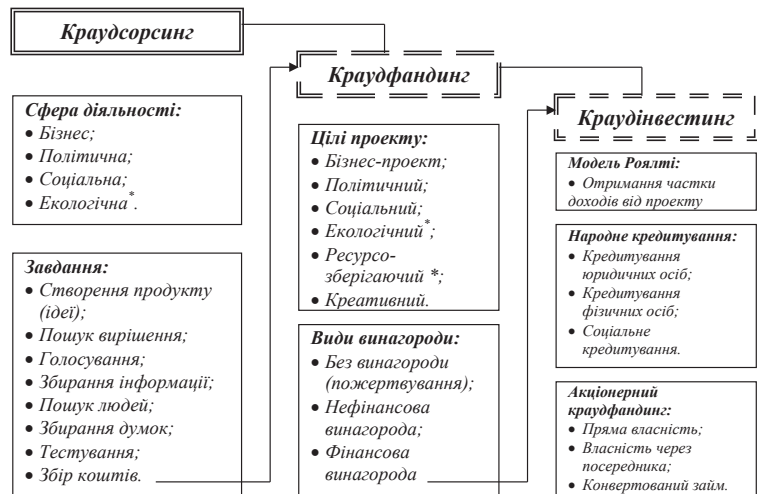 Краудсорсинг
Сфера діяльності:
• Бізнес;
• Політична;
• Соціальна;
• Екологічна*.
Завдання:
• Створення продукту
(ідеї);
• Пошук вирішення;
• Голосування;
• Збирання інформації;
• Пошук людей;
• Збирання думок;
• Тестування;
• Збір коштів.
Краудфандинг
Цілі проекту:
• Бізнес-проект;
• Політичний;
• Соціальний;
• Екологічний*;
• Ресурсо-
зберігаючий *;
• Креативний.
Види винагороди:
• Без винагороди
(пожертвування);
• Нефінансова
винагорода;
• Фінансова
винагорода
Краудінвестинг
Модель Роялті:
• Отримання частки
доходів від проекту
Народне кредитування:
• Кредитування
юридичних осіб;
• Кредитування
фізичних осіб;
• Соціальне
кредитування.
Акціонерний
краудфандинг:
• Пряма власність;
• Власність через
посередника;
• Конвертований займ.